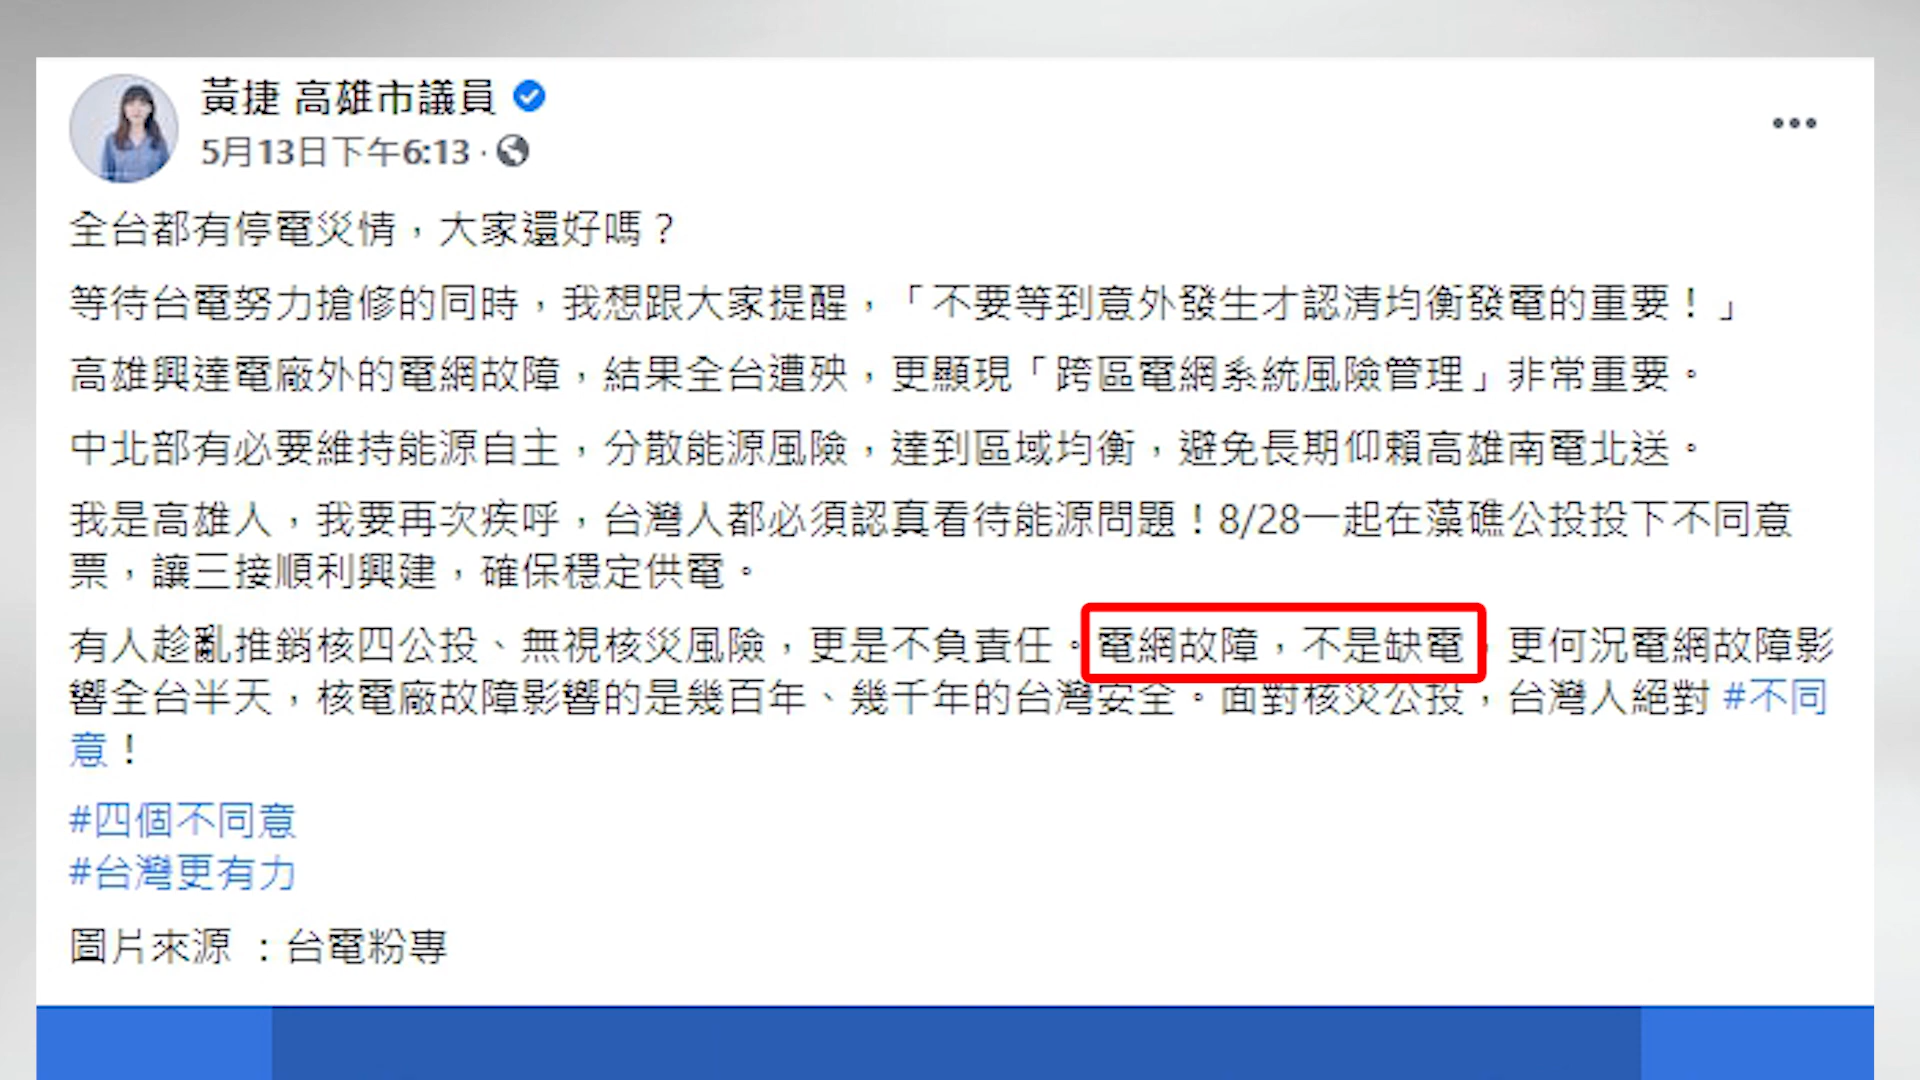 黃捷 高雄市議員
5月13日下午6:13 ·
全台都有停電災情，大家還好嗎？
等待台電努力搶修的同時，我想跟大家提醒，「不要等到意外發生才認清均衡發電的重要！」
高雄興達電廠外的電網故障，結果全台遭殃，更顯現「跨區電網系統風險管理」非常重要。
中北部有必要維持能源自主，分散能源風險，達到區域均衡，避免長期仰賴高雄南電北送。
我是高雄人，我要再次疾呼，台灣人都必須認真看待能源問題！8/28一起在藻礁公投投下不同意
票，讓三接順利興建，確保穩定供電。
有人趁亂推銷核四公投、無視核災風險，更是不負責任。電網故障，不是缺電，更何況電網故障影
響全台半天，核電廠故障影響的是幾百年、幾千年的台灣安全。面對核災公投，台灣人絕對 #不同
意！
#四個不同意
#台灣更有力
圖片來源 ：台電粉專